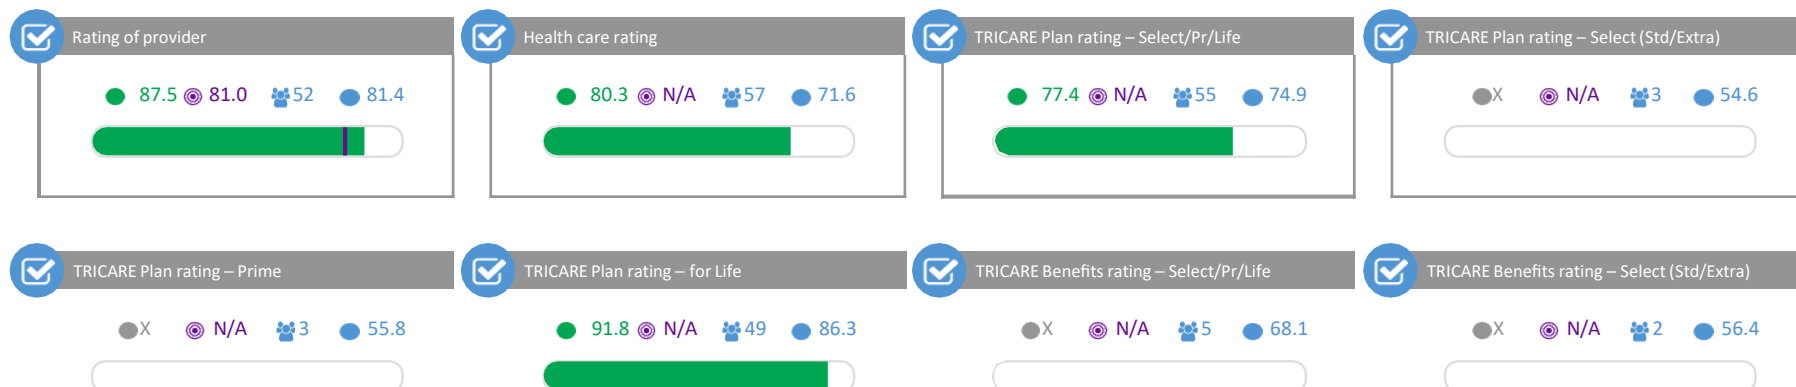 Rating of provider
Health care rating
TRICARE Plan rating – Select/Pr/Life
TRICARE Plan rating – Select (Std/Extra)
87.5 81.0 52 81.4
80.3 N/A 57 71.6
77.4 N/A 55 74.9
X N/A 3 54.6
TRICARE Plan rating – Prime
TRICARE Plan rating – for Life
TRICARE Benefits rating – Select/Pr/Life
TRICARE Benefits rating – Select (Std/Extra)
X N/A 3 55.8
91.8 N/A 49 86.3
X N/A 5 68.1
X N/A 2 56.4